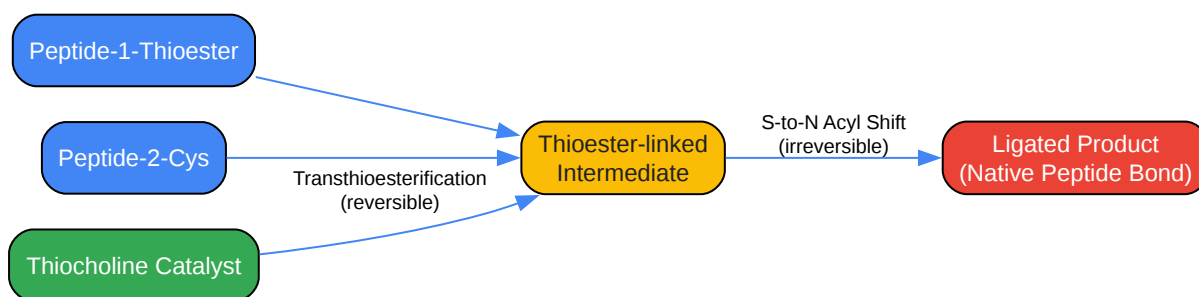 Peptide-1-Thioester
Peptide-2-Cys
Thiocholine Catalyst
Transthioesterification
(reversible)
Thioester-linked
Intermediate
S-to-N Acyl Shift
(irreversible)
Ligated Product
(Native Peptide Bond)